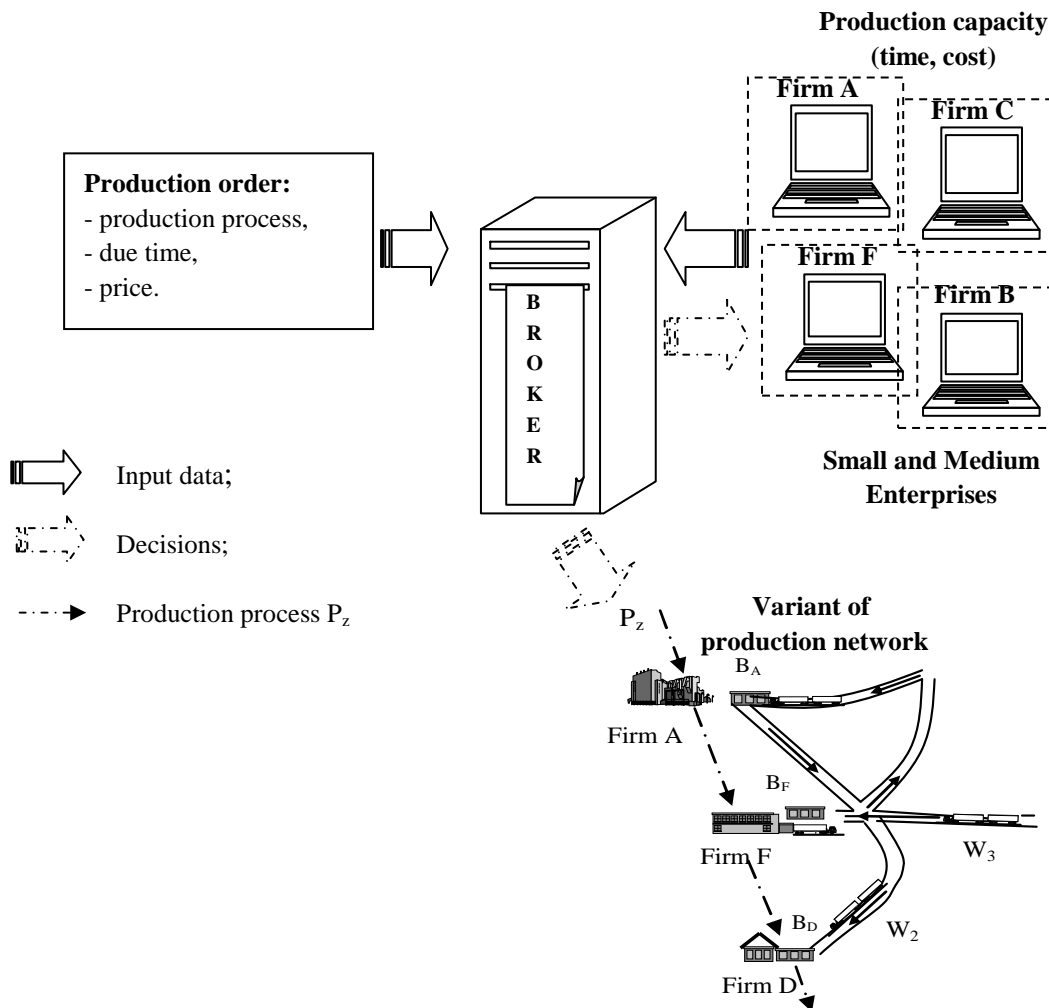 Production capacity
(time, cost)
Firm A
Firm C
Production order:
- production process,
- due time,
- price.
Firm F
Firm B
B
R
O
K
E
R
Small and Medium
Enterprises
Input data;
Decisions;
Production process Pz
Pz
Variant of
production network
BA
Firm A
BF
Firm F
W3
BD
W2
Firm D